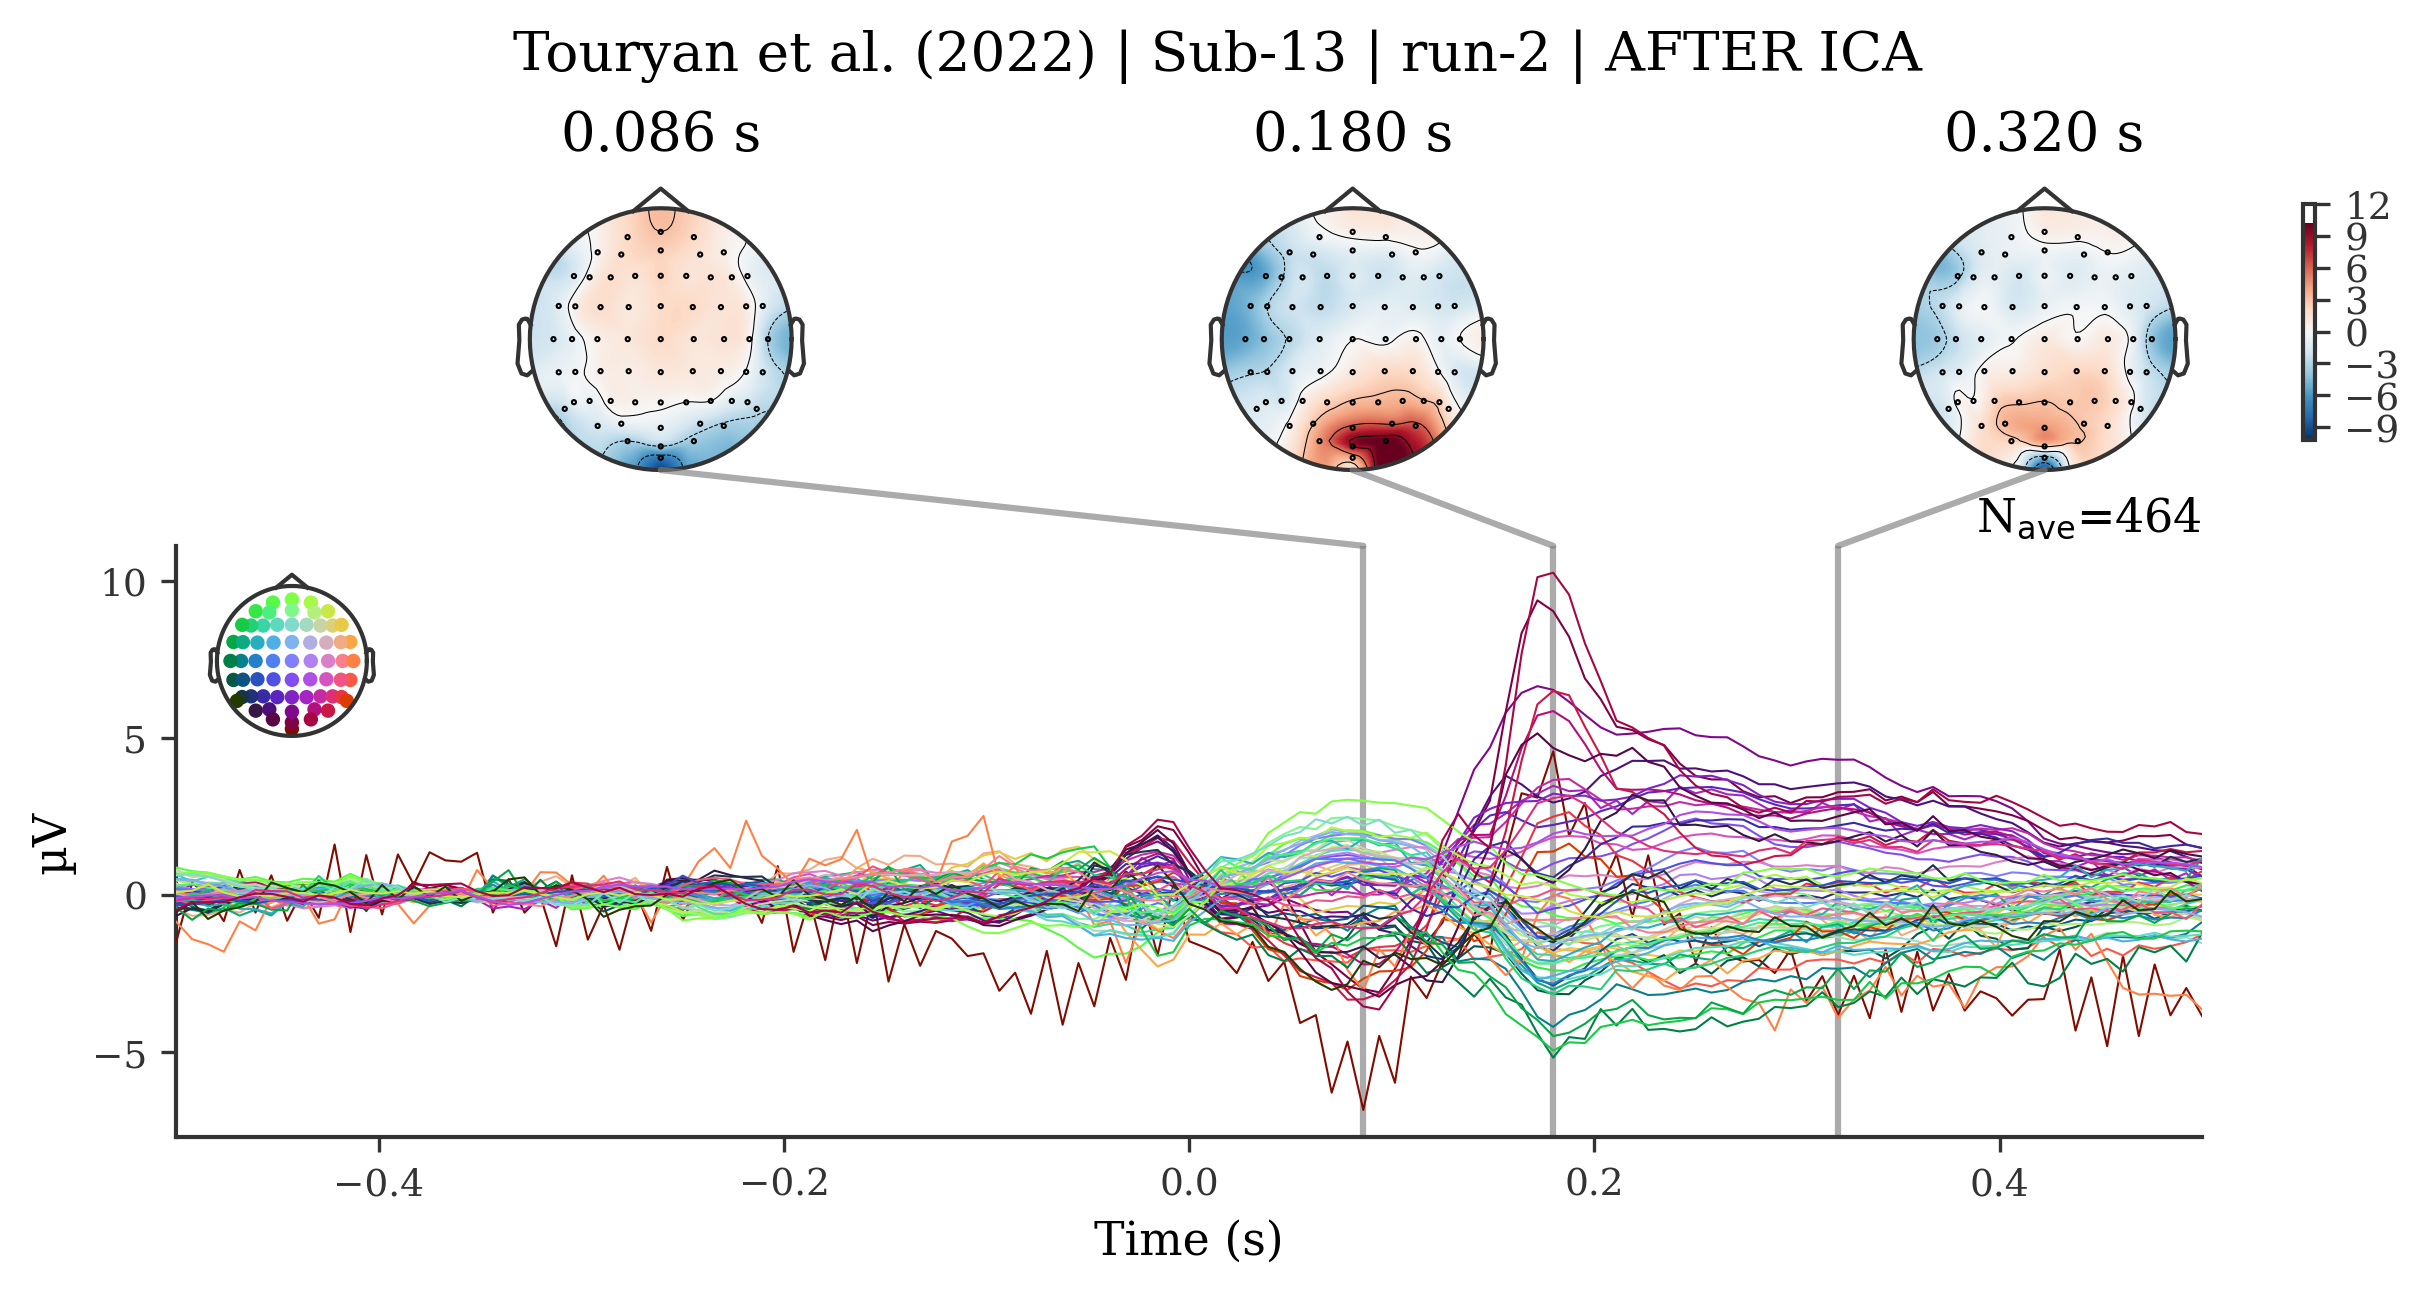 Touryan et al. (2022) | Sub-13 | run-2 | AFTER ICA
0.086 s
0.180 s
0.320 s
12
9
6
3
0
−3
−6
−9
N_ave=464
10
5
0
−5
µV
−0.4
−0.2
0.0
0.2
0.4
Time (s)